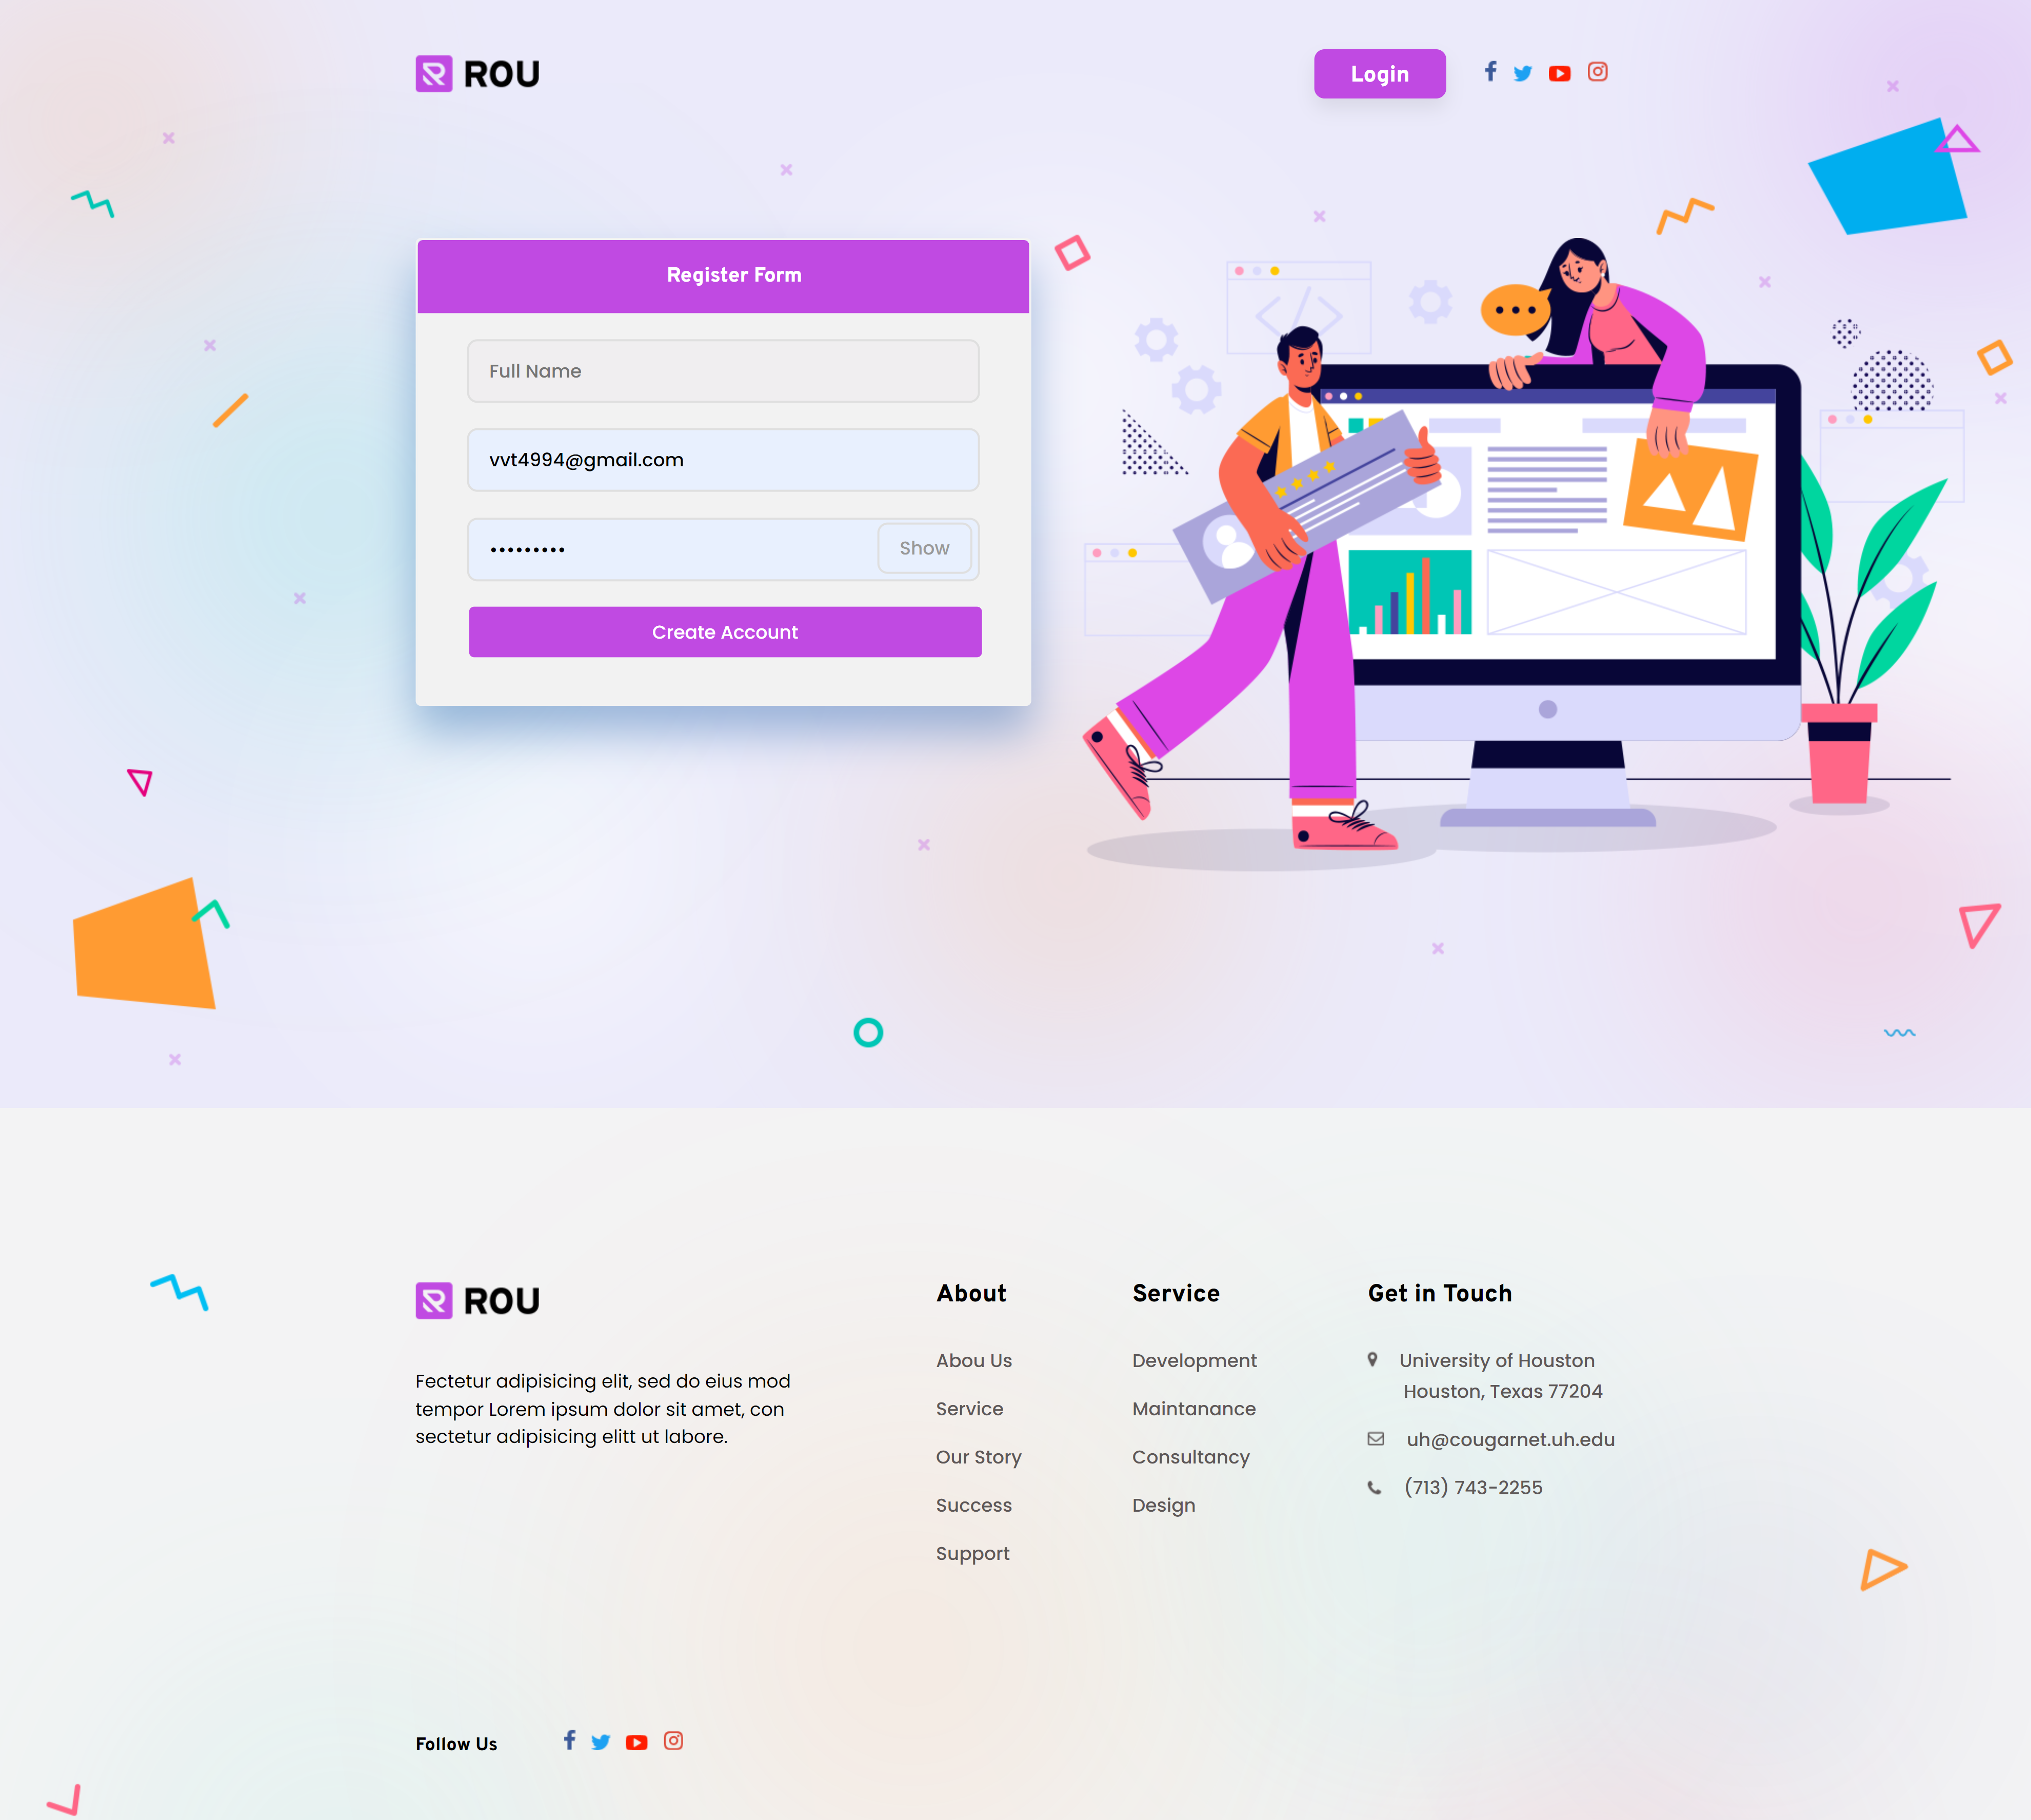 ROU
Login
Register Form
Full Name
vvt4994@gmail.com
•••••••••
Show
Create Account
ROU
Fectetur adipisicing elit, sed do eius mod
tempor Lorem ipsum dolor sit amet, con
sectetur adipisicing elitt ut labore.
About
Abou Us
Service
Our Story
Success
Support
Service
Development
Maintanance
Consultancy
Design
Get in Touch
University of Houston
Houston, Texas 77204
uh@cougarnet.uh.edu
(713) 743-2255
Follow Us